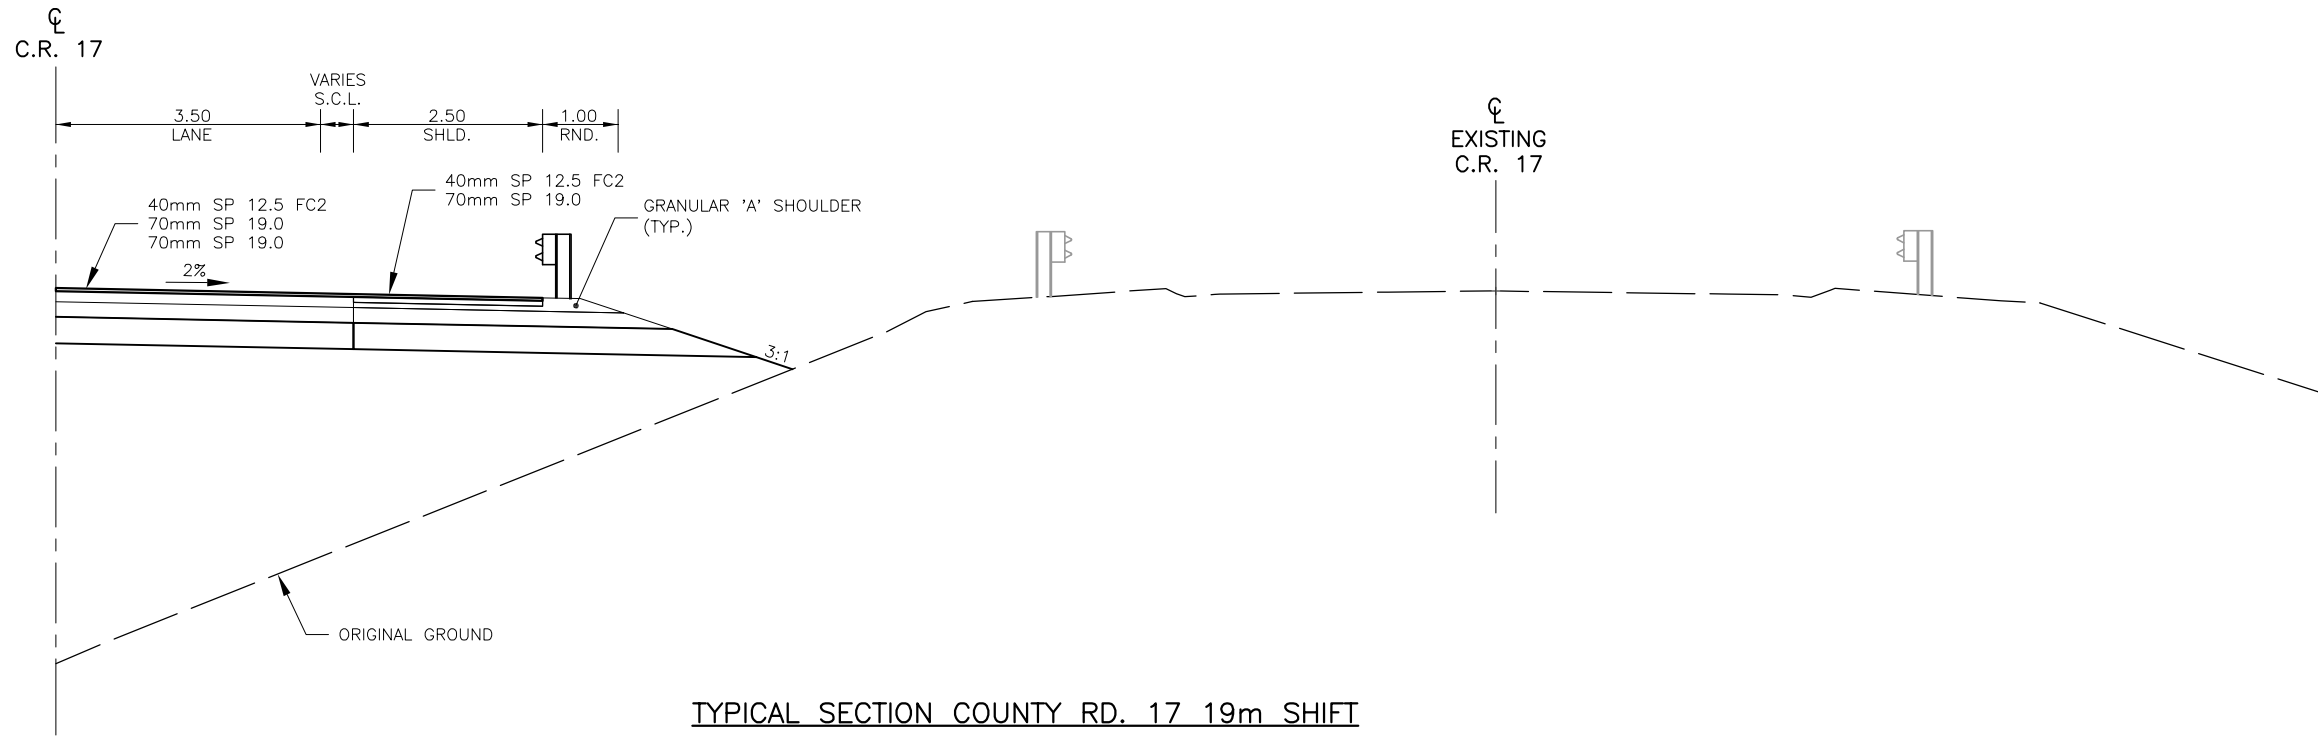 ℄
C.R. 17
VARIES
S.C.L.
3.50
LANE
2.50
SHLD.
1.00
RND.
℄
EXISTING
C.R. 17
40mm SP 12.5 FC2
70mm SP 19.0
70mm SP 19.0
40mm SP 12.5 FC2
70mm SP 19.0
GRANULAR 'A' SHOULDER
(TYP.)
2%
3:1
ORIGINAL GROUND
TYPICAL SECTION COUNTY RD. 17 19m SHIFT